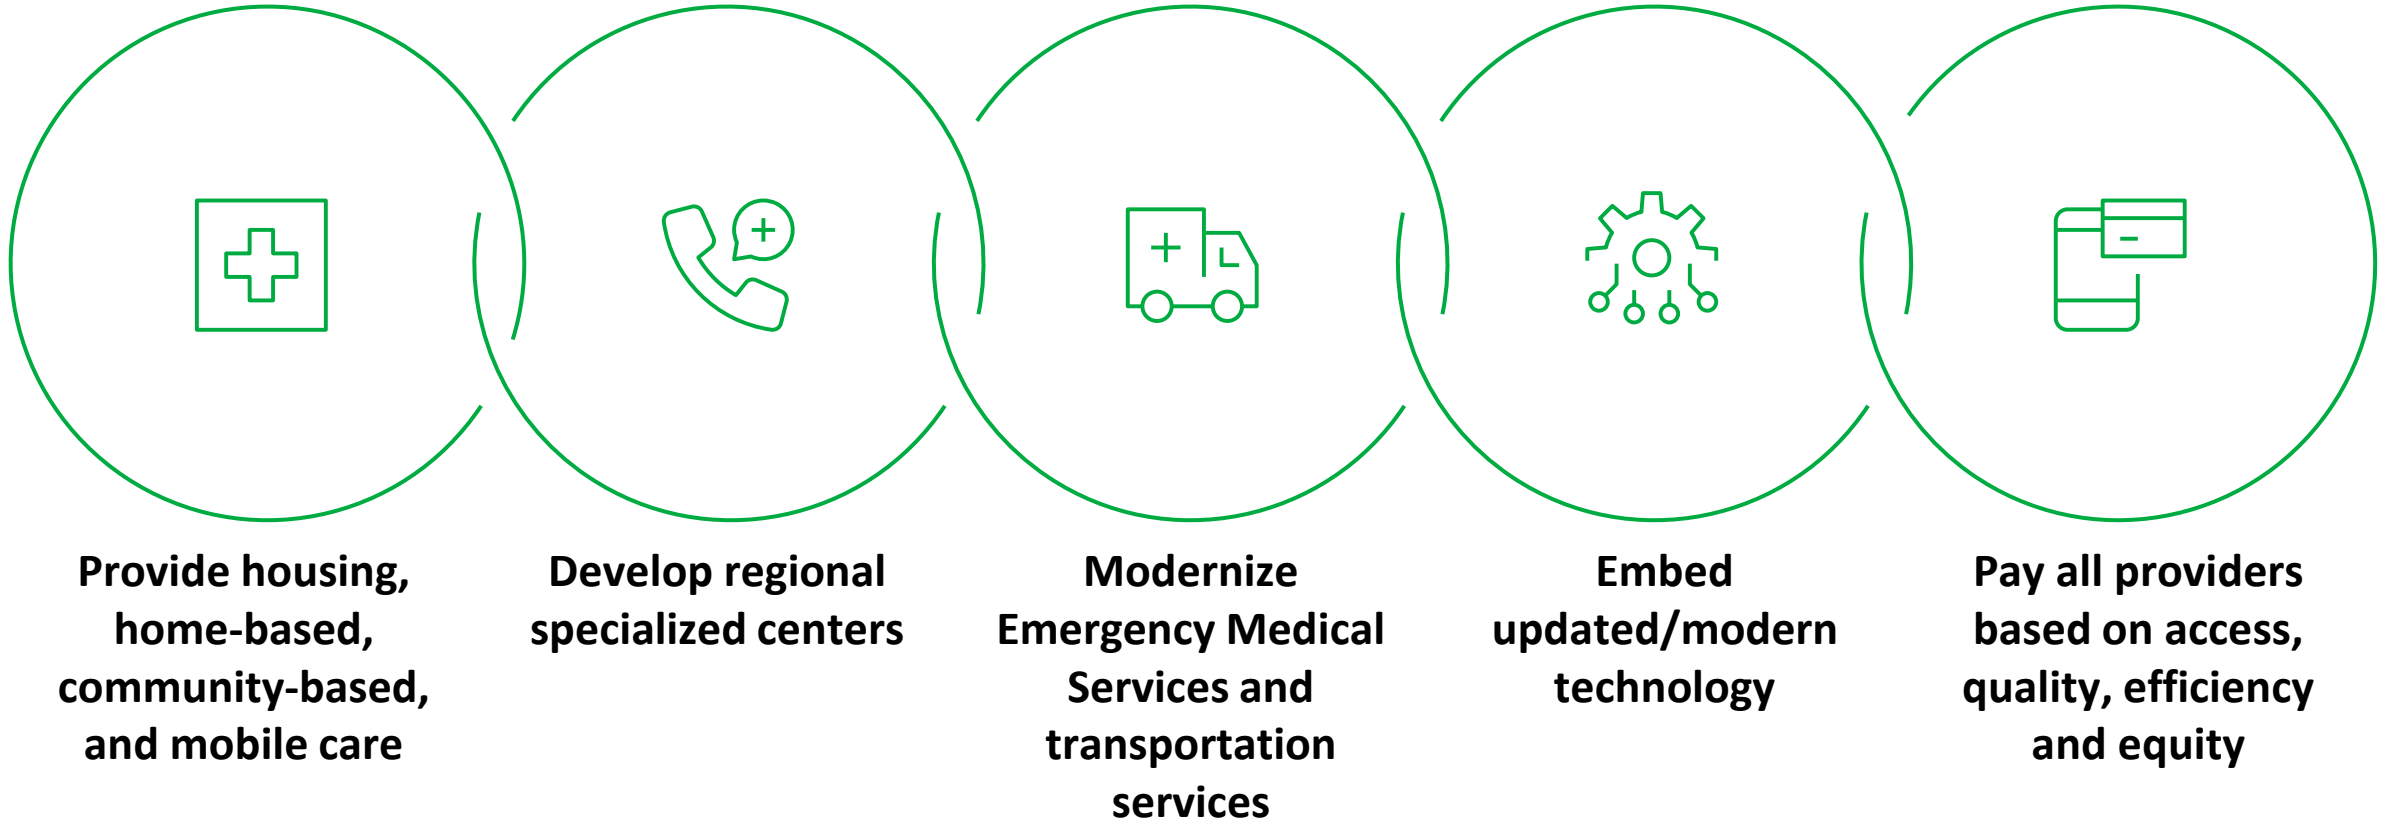 Provide housing,
home-based,
community-based,
and mobile care
Develop regional
specialized centers
Modernize
Emergency Medical
Services and
transportation
services
Embed
updated/modern
technology
Pay all providers
based on access,
quality, efficiency
and equity